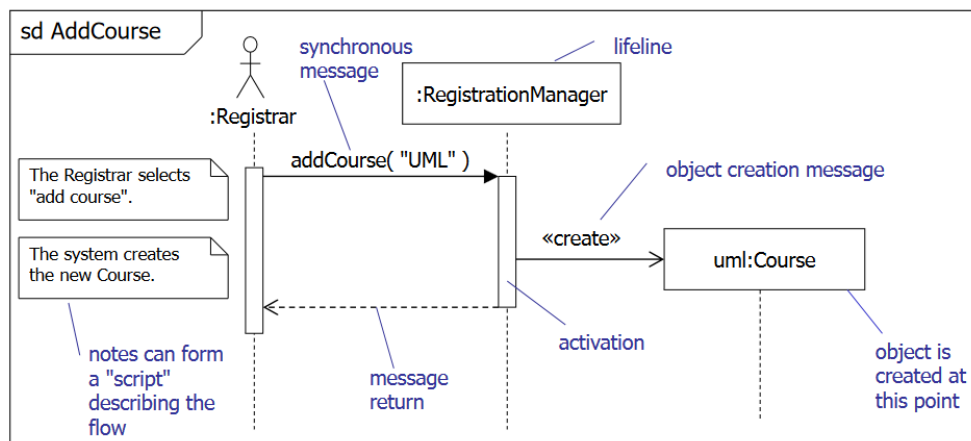 sd AddCourse
synchronous
message
lifeline
:RegistrationManager
:Registrar
addCourse( "UML" )
The Registrar selects
"add course".
object creation message
«create»
uml:Course
The system creates
the new Course.
activation
notes can form
a "script"
describing the
flow
message
return
object is
created at
this point